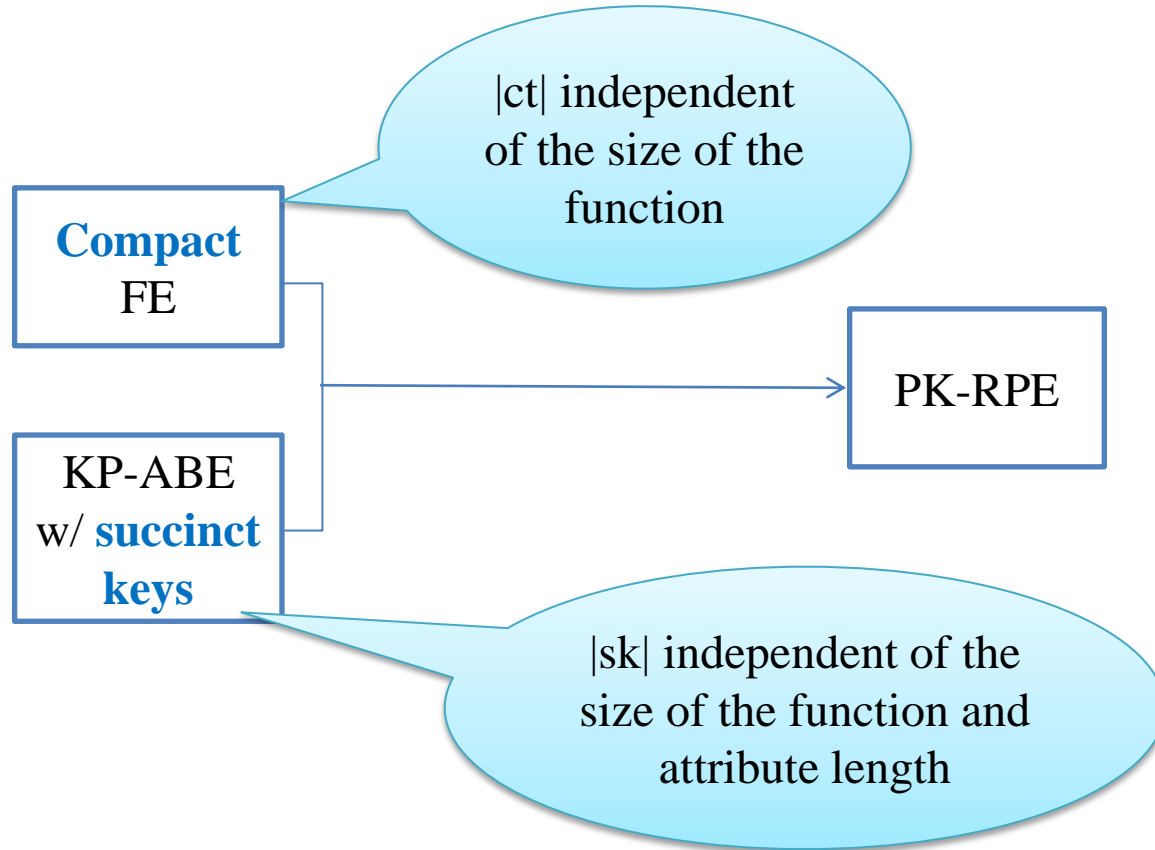 |ct| independent
of the size of the
function
Compact
FE
PK-RPE
KP-ABE
w/ succinct
keys
|sk| independent of the
size of the function and
attribute length